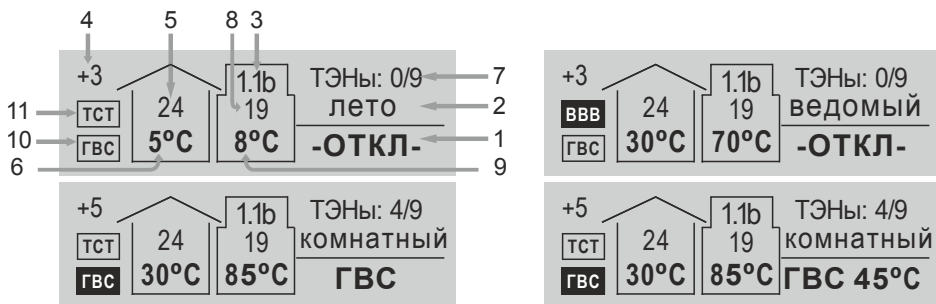 4 5 8 3
+3 1.1b ТЭНы: 0/9 7
11 ТСТ 24 19 лето 2
10 ГВС 5ºC 8ºC -ОТКЛ- 1
6 9
+3 1.1b ТЭНы: 0/9
ВВВ 24 19 ведомый
ГВС 30ºC 70ºC -ОТКЛ-
+5 1.1b ТЭНы: 4/9
ТСТ 24 19 комнатный
ГВС 30ºC 85ºC ГВС
+5 1.1b ТЭНы: 4/9
ТСТ 24 19 комнатный
ГВС 30ºC 85ºC ГВС 45ºC